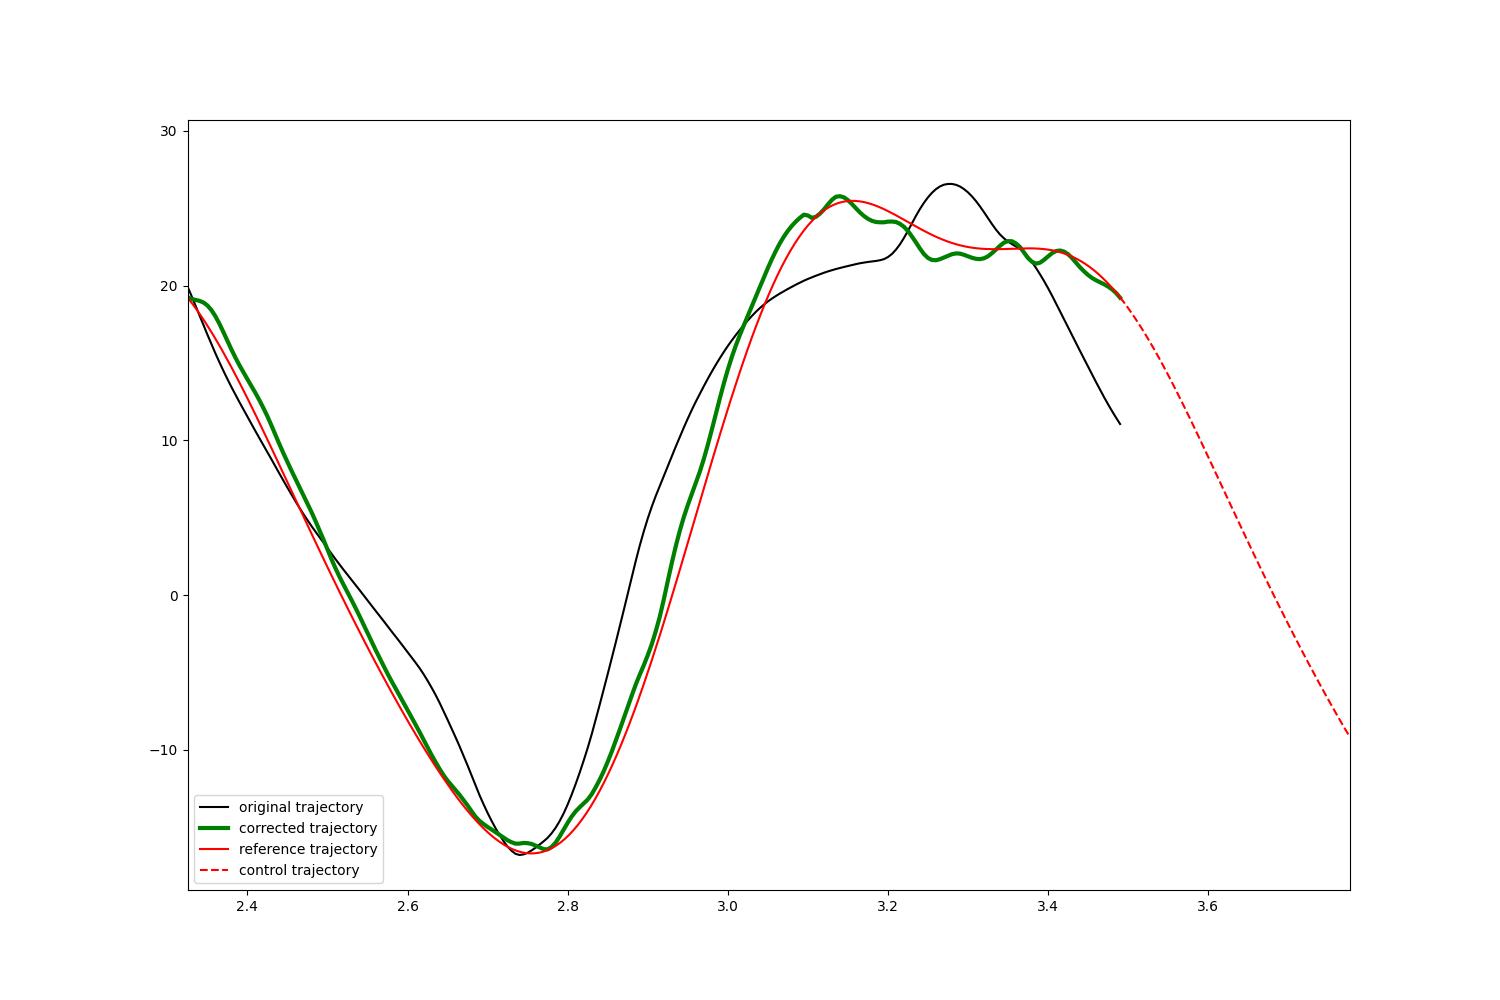 30
20
10
0
−10
original trajectory
corrected trajectory
reference trajectory
control trajectory
2.4 2.6 2.8 3.0 3.2 3.4 3.6